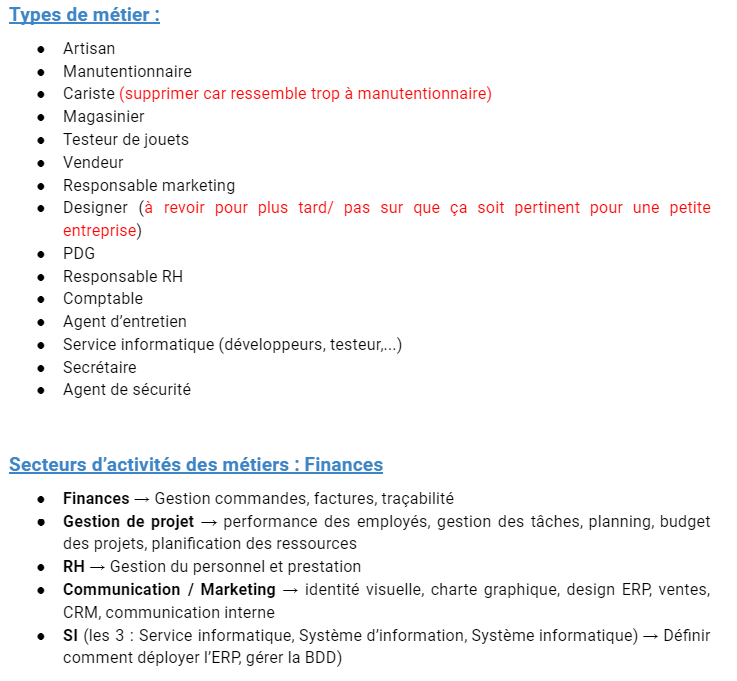 Types de métier :
● Artisan
● Manutentionnaire
● Cariste (supprimer car ressemble trop à manutentionnaire)
● Magasinier
● Testeur de jouets
● Vendeur
● Responsable marketing
● Designer (à revoir pour plus tard/ pas sur que ça soit pertinent pour une petite
entreprise)
● PDG
● Responsable RH
● Comptable
● Agent d’entretien
● Service informatique (développeurs, testeur,...)
● Secrétaire
● Agent de sécurité
Secteurs d’activités des métiers : Finances
● Finances → Gestion commandes, factures, traçabilité
● Gestion de projet → performance des employés, gestion des tâches, planning, budget
des projets, planification des ressources
● RH → Gestion du personnel et prestation
● Communication / Marketing → identité visuelle, charte graphique, design ERP, ventes,
CRM, communication interne
● SI (les 3 : Service informatique, Système d’information, Système informatique) → Définir
comment déployer l’ERP, gérer la BDD)